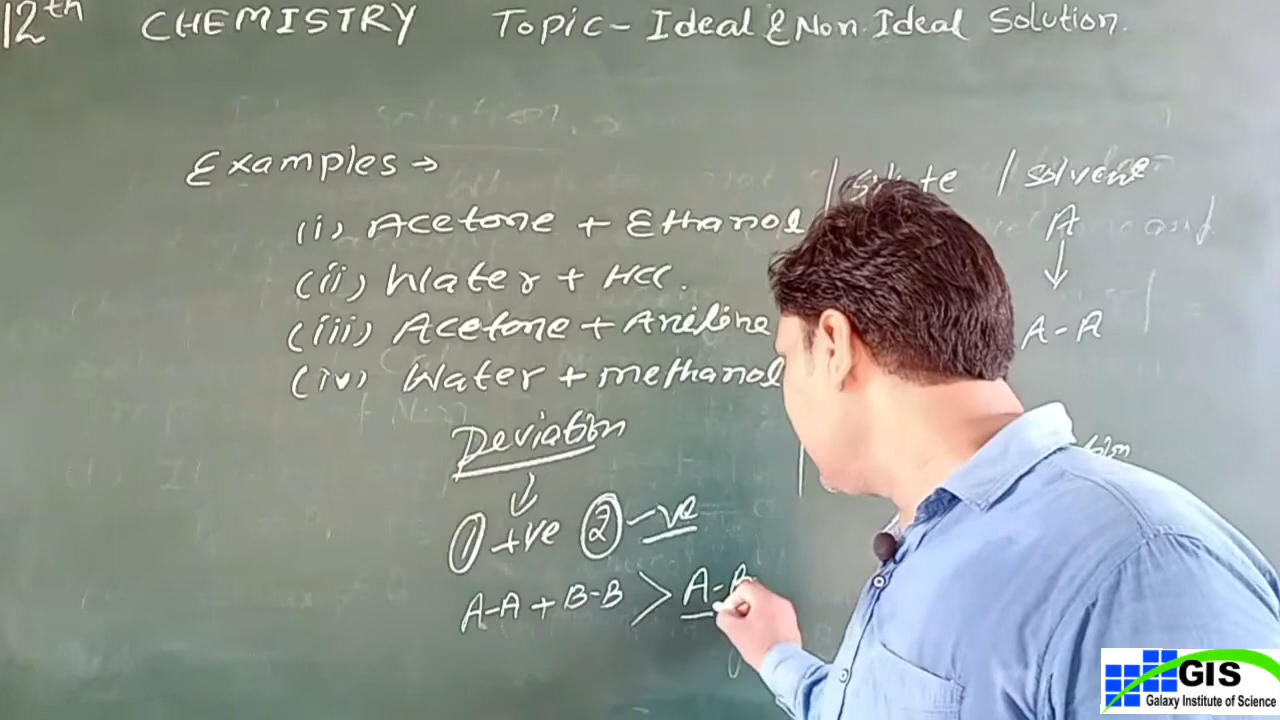 12th CHEMISTRY Topic - Ideal & Non. Ideal Solution.
Examples →
| solute | solvent
(i) Acetone + Ethanol
A
(ii) Water + HCl.
(iii) Acetone + Aniline
A-A
(iv) Water + methanol
Deviation
1 +ve 2 -ve
A-A + B-B > A-B
GIS
Galaxy Institute of Science